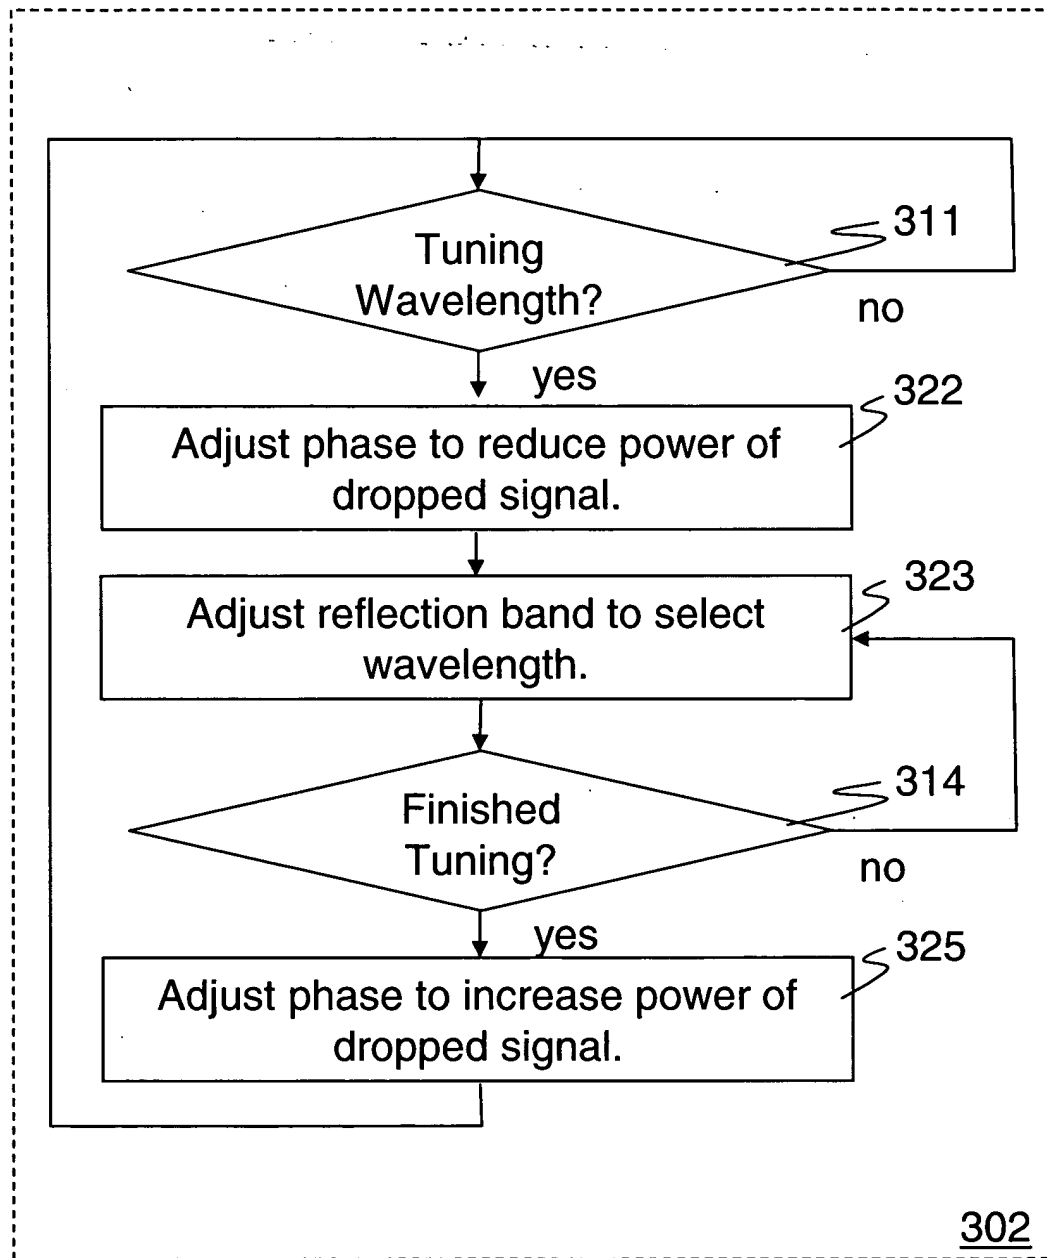 311
Tuning
Wavelength?
no
yes
322
Adjust phase to reduce power of
dropped signal.
323
Adjust reflection band to select
wavelength.
314
Finished
Tuning?
no
yes
325
Adjust phase to increase power of
dropped signal.
302